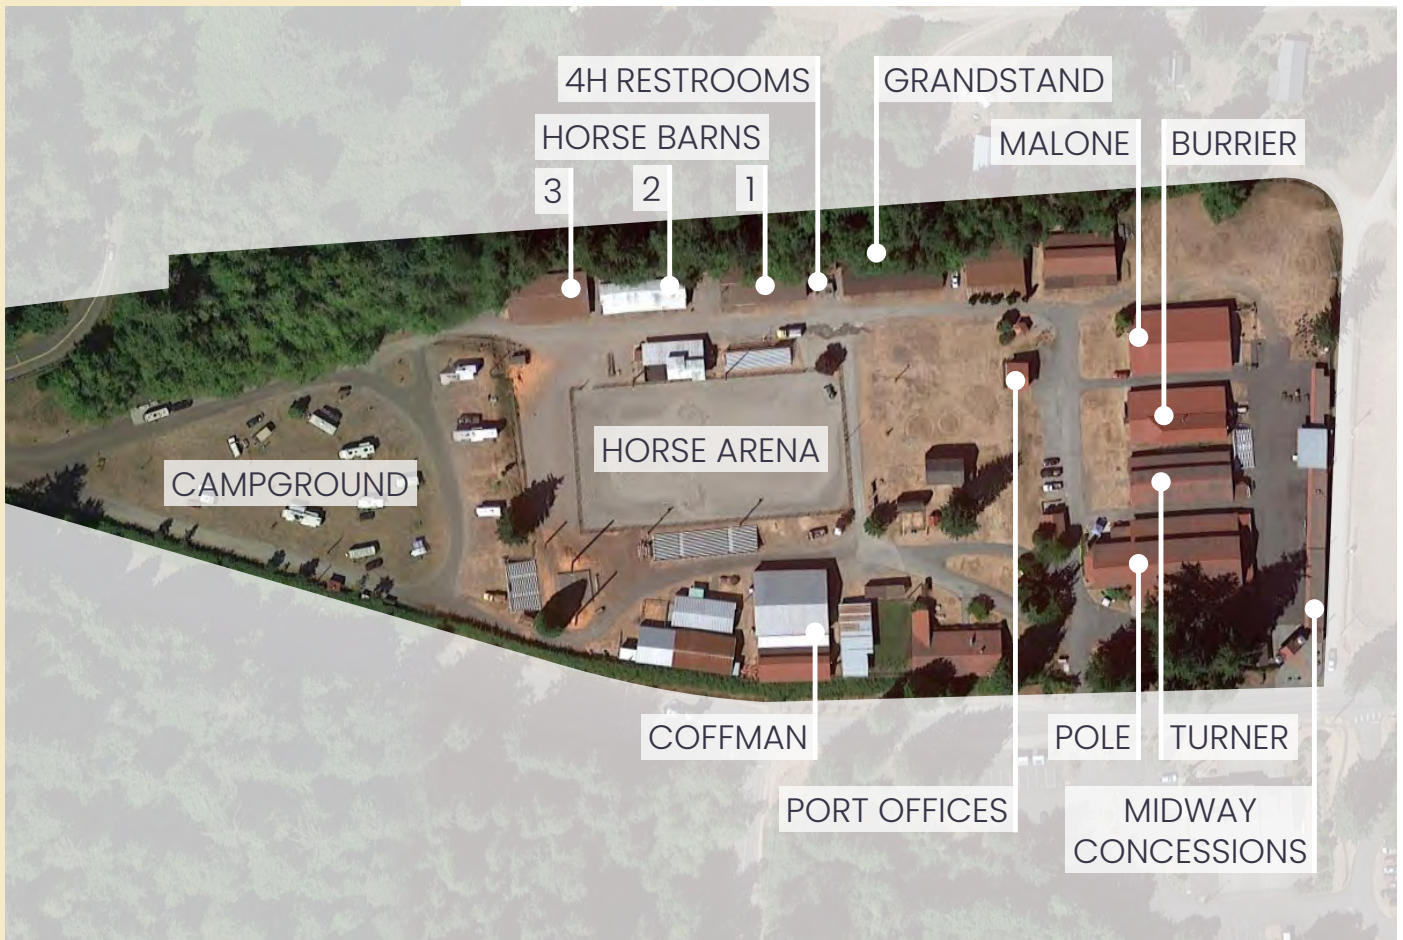 4H RESTROOMS
GRANDSTAND
HORSE BARNS
MALONE
BURRIER
3
2
1
HORSE ARENA
CAMPGROUND
COFFMAN
POLE
TURNER
PORT OFFICES
MIDWAY
CONCESSIONS